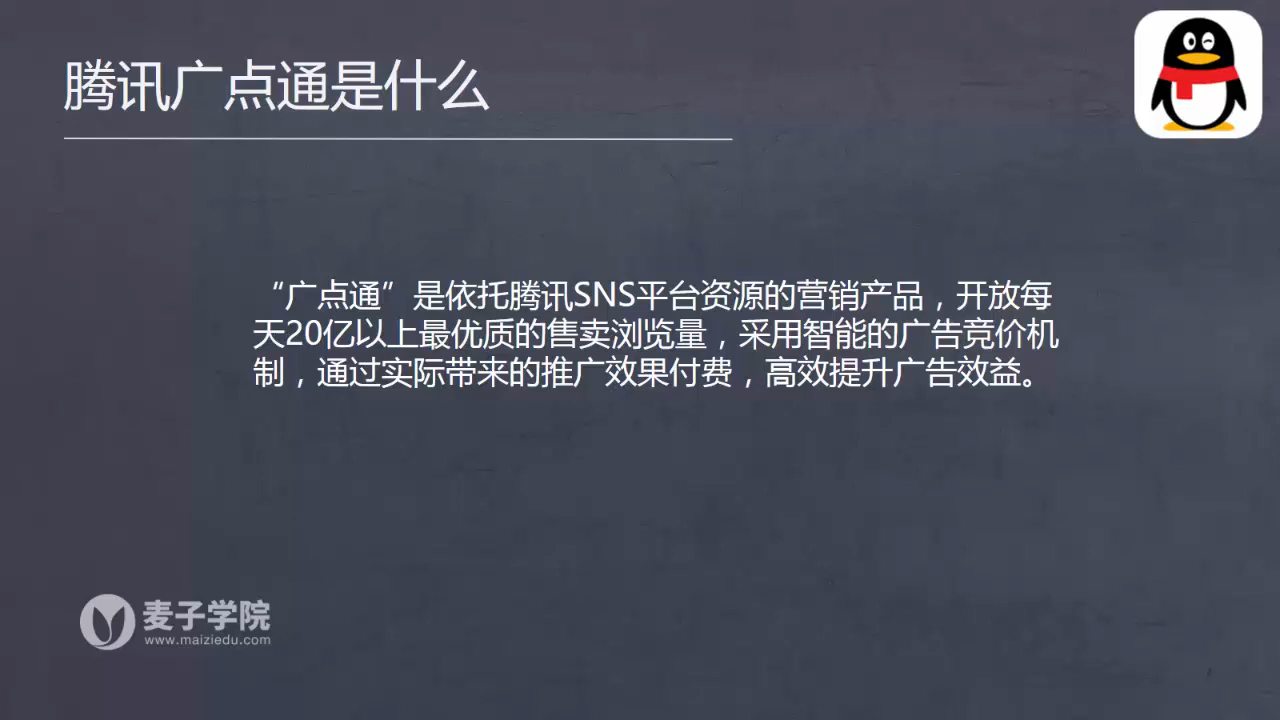 腾讯广点通是什么
“广点通”是依托腾讯SNS平台资源的营销产品，开放每
天20亿以上最优质的售卖浏览量，采用智能的广告竞价机
制，通过实际带来的推广效果付费，高效提升广告效益。
麦子学院
www.maiziedu.com